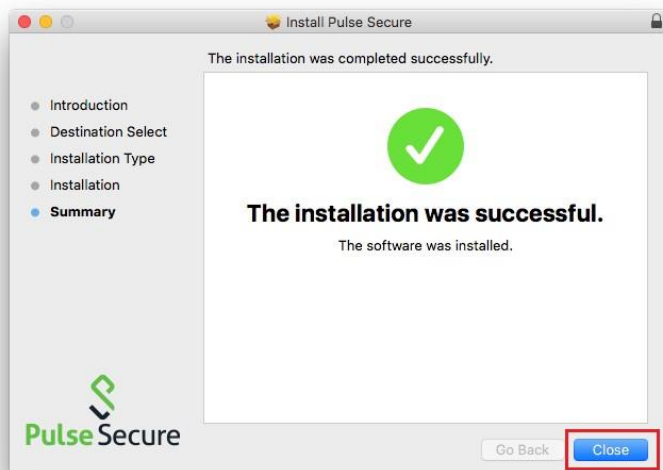 Install Pulse Secure
The installation was completed successfully.
Introduction
Destination Select
Installation Type
Installation
Summary
The installation was successful.
The software was installed.
Pulse Secure
Go Back
Close